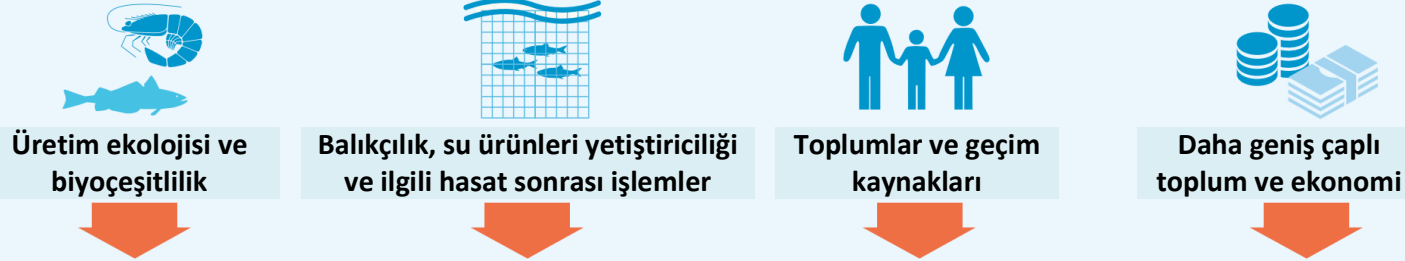 Üretim ekolojisi ve
biyoçeşitlilik
Balıkçılık, su ürünleri yetiştiriciliği
ve ilgili hasat sonrası işlemler
Toplumlar ve geçim
kaynakları
Daha geniş çaplı
toplum ve ekonomi